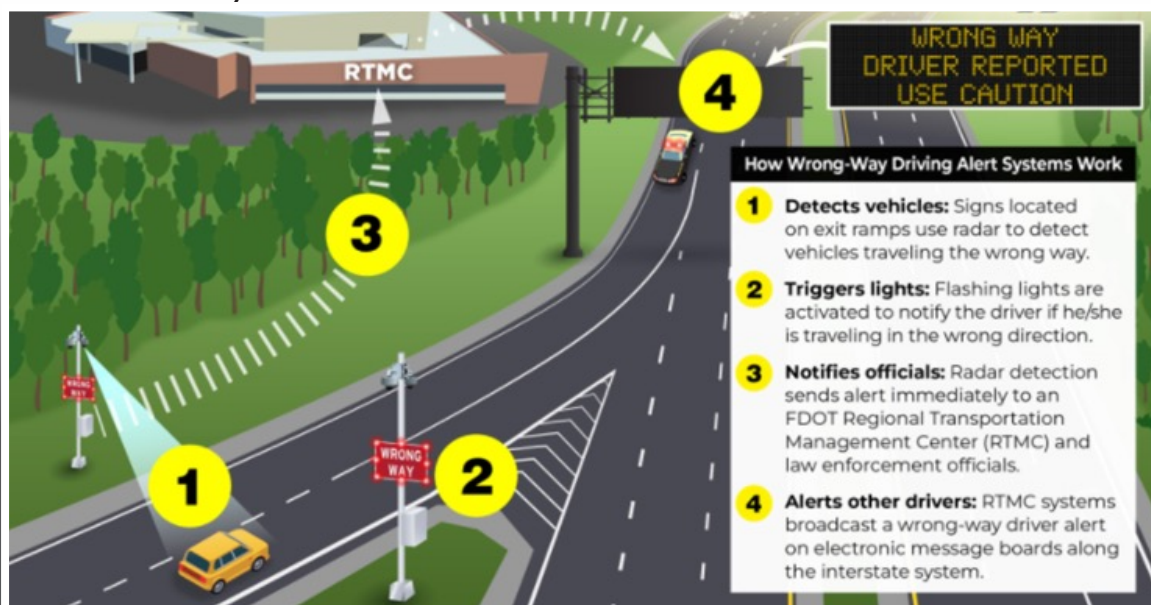 RTMC
WRONG WAY
DRIVER REPORTED
USE CAUTION
4
How Wrong-Way Driving Alert Systems Work
1 Detects vehicles: Signs located
on exit ramps use radar to detect
vehicles traveling the wrong way.
2 Triggers lights: Flashing lights are
activated to notify the driver if he/she
is traveling in the wrong direction.
3 Notifies officials: Radar detection
sends alert immediately to an
FDOT Regional Transportation
Management Center (RTMC) and
law enforcement officials.
4 Alerts other drivers: RTMC systems
broadcast a wrong-way driver alert
on electronic message boards along
the interstate system.
3
WRONG
WAY
1
WRONG
WAY
2